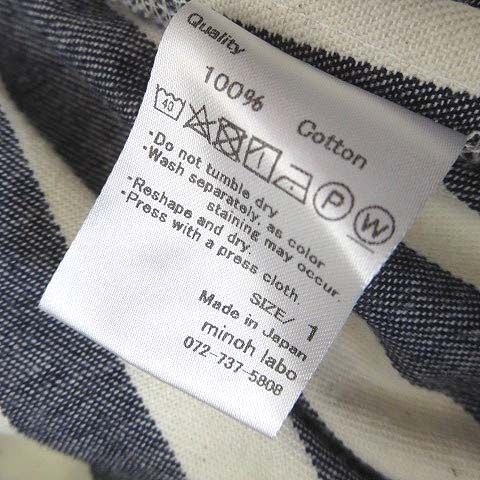 Quality
100% Cotton
40 P W
·Do not tumble dry
·Wash separately, as color
staining may occur.
·Reshape and dry.
·Press with a press cloth.
SIZE/ 1
Made in Japan
minoh labo
072-737-5808